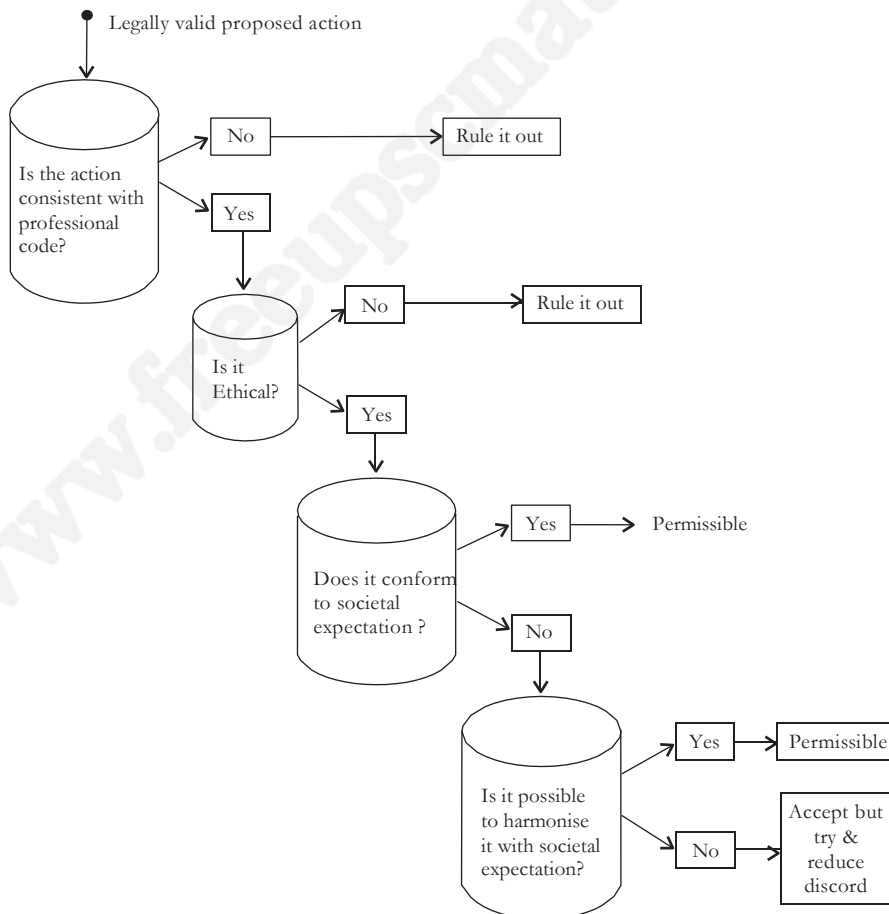 Legally valid proposed action
No
Rule it out
Is the action
consistent with
professional
code?
Yes
No
Rule it out
Is it
Ethical?
Yes
Yes
Permissible
Does it conform
to societal
expectation ?
No
Yes
Permissible
Is it possible
to harmonise
it with societal
expectation?
No
Accept but
try &
reduce
discord